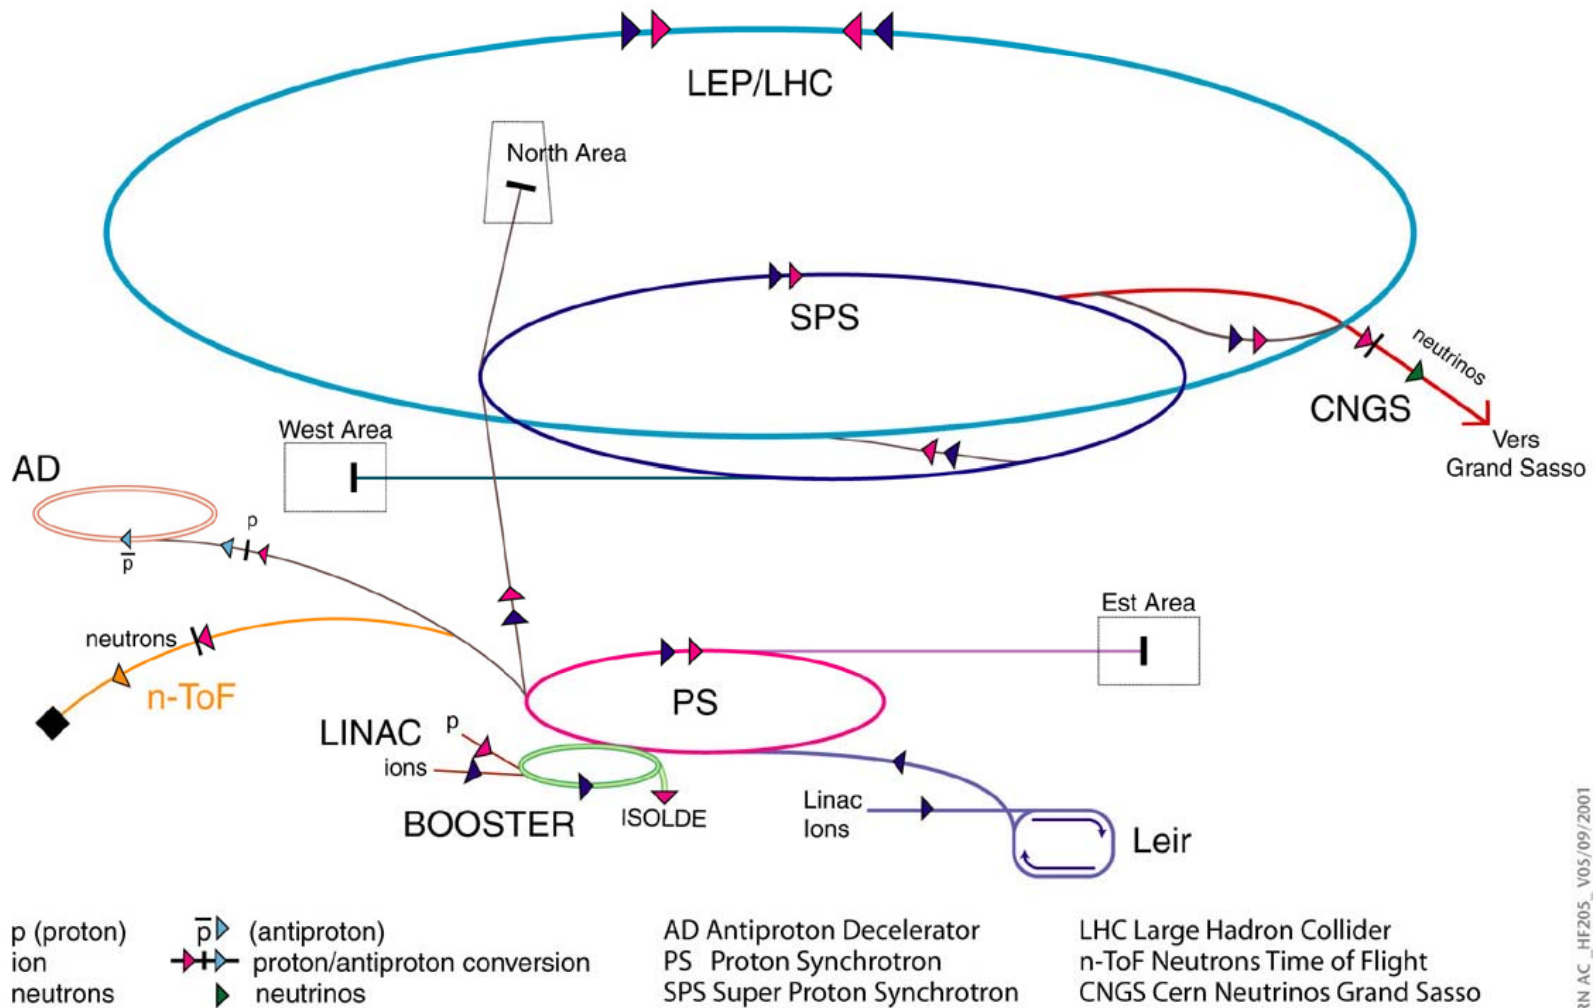 LEP/LHC
North Area
SPS
neutrinos
CNGS
Vers
Grand Sasso
West Area
AD
p
p̅
neutrons
n-ToF
Est Area
PS
LINAC
p
ions
BOOSTER
ISOLDE
Linac
Ions
Leir
p (proton)
ion
neutrons
p̅ (antiproton)
proton/antiproton conversion
neutrinos
AD Antiproton Decelerator
PS Proton Synchrotron
SPS Super Proton Synchrotron
LHC Large Hadron Collider
n-ToF Neutrons Time of Flight
CNGS Cern Neutrinos Grand Sasso
AC_HF205_V05/09/2001